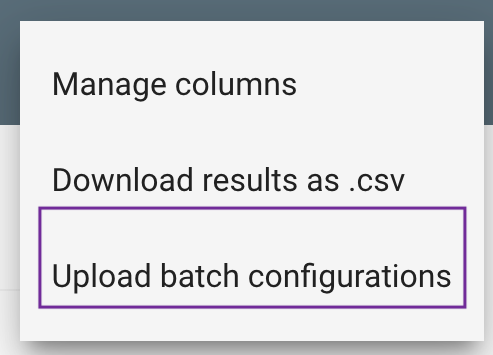 Manage columns
Download results as .csv
Upload batch configurations